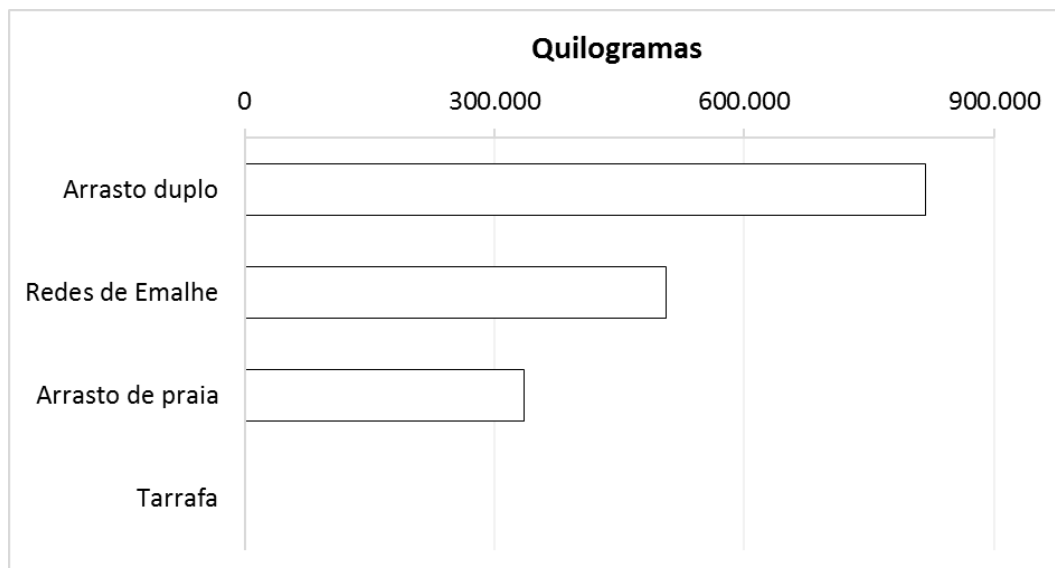 Quilogramas
0 300.000 600.000 900.000
Arrasto duplo
Redes de Emalhe
Arrasto de praia
Tarrafa